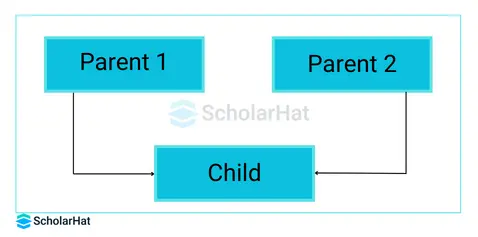 Parent 1
Parent 2
ScholarHat
Child
ScholarHat